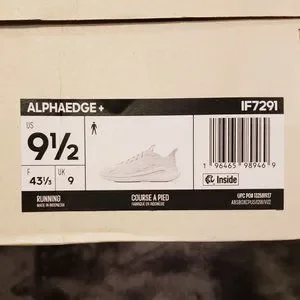 ALPHAEDGE +
IF7291
US
9½
F
43⅓
UK
9
RUNNING
MADE IN INDONESIA
COURSE À PIED
FABRIQUÉ EN INDONÉSIE
1 96465 98946 9
Inside